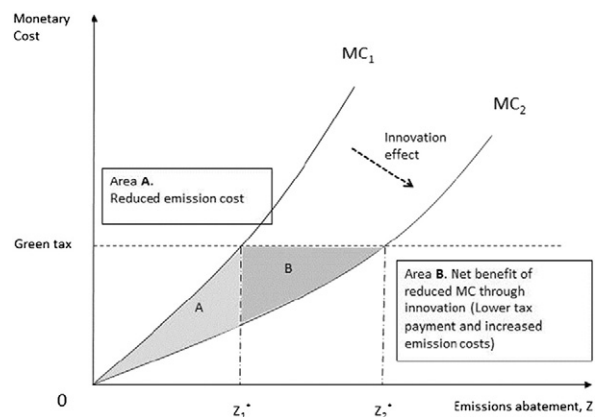 Monetary
Cost
MC1
MC2
Innovation
effect
Area A.
Reduced emission cost
Green tax
B
A
Area B. Net benefit of
reduced MC through
innovation (Lower tax
payment and increased
emission costs)
0
Z1*
Z2*
Emissions abatement, Z